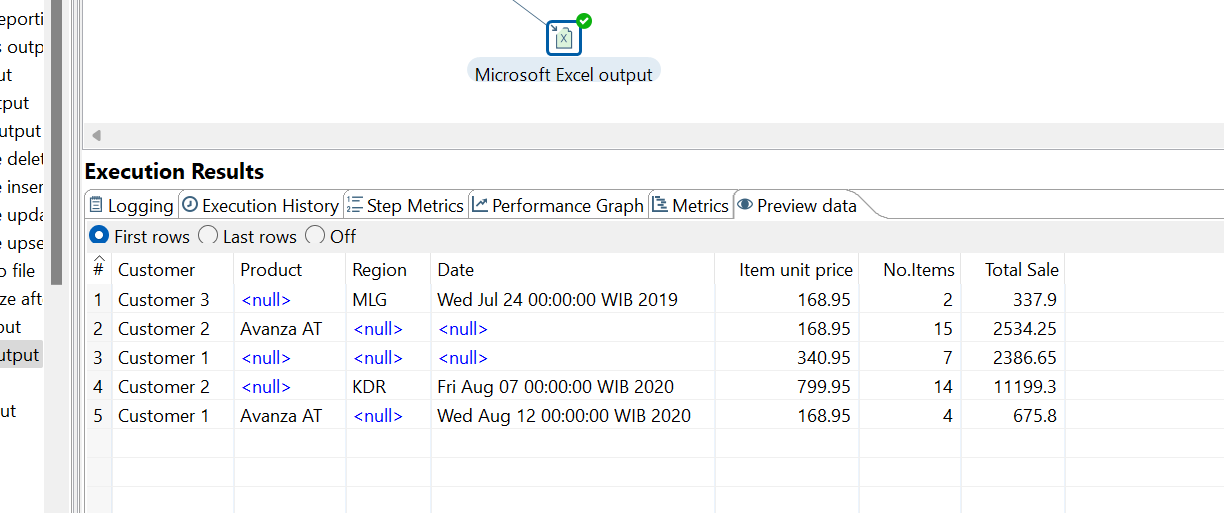 eporti
s outp
ut
tput
utput
e delet
e inser
e upda
e upse
o file
ze afte
put
utput
ut
Microsoft Excel output
Execution Results
Logging Execution History Step Metrics Performance Graph Metrics Preview data
First rows Last rows Off
# Customer Product Region Date Item unit price No.Items Total Sale
1 Customer 3 <null> MLG Wed Jul 24 00:00:00 WIB 2019 168.95 2 337.9
2 Customer 2 Avanza AT <null> <null> 168.95 15 2534.25
3 Customer 1 <null> <null> <null> 340.95 7 2386.65
4 Customer 2 <null> KDR Fri Aug 07 00:00:00 WIB 2020 799.95 14 11199.3
5 Customer 1 Avanza AT <null> Wed Aug 12 00:00:00 WIB 2020 168.95 4 675.8